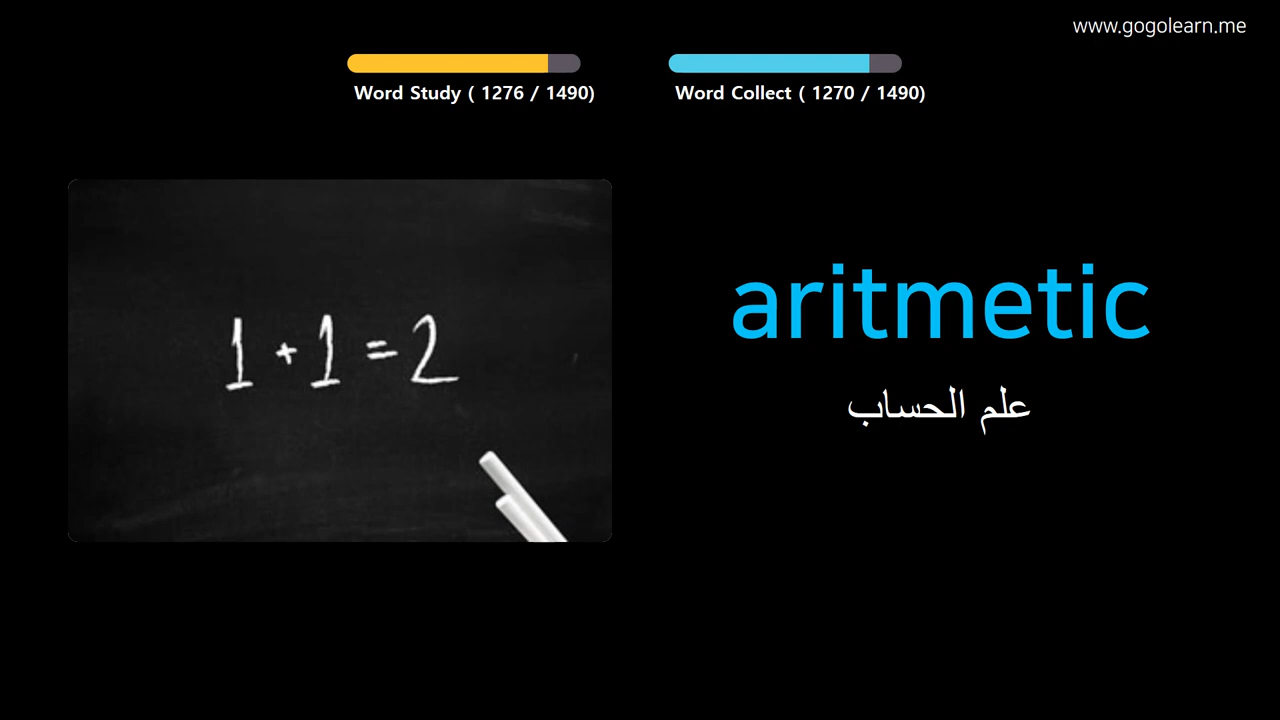 www.gogolearn.me
Word Study ( 1276 / 1490)
Word Collect ( 1270 / 1490)
1 + 1 = 2
aritmetic
علم الحساب